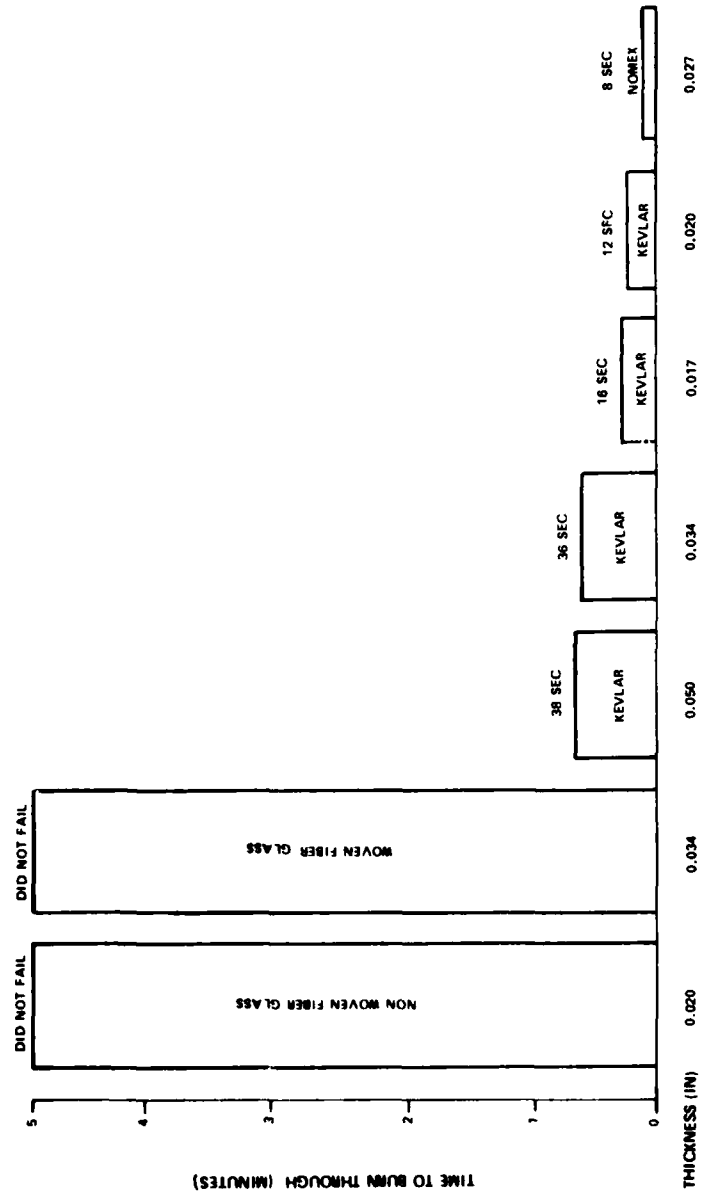 TIME TO BURN THROUGH (MINUTES)
5
4
3
2
1
0
DID NOT FAIL
NON WOVEN FIBER GLASS
DID NOT FAIL
WOVEN FIBER GLASS
38 SEC
KEVLAR
36 SEC
KEVLAR
16 SEC
KEVLAR
12 SEC
KEVLAR
8 SEC
NOMEX
THICKNESS (IN)
0.020
0.034
0.050
0.034
0.017
0.020
0.027